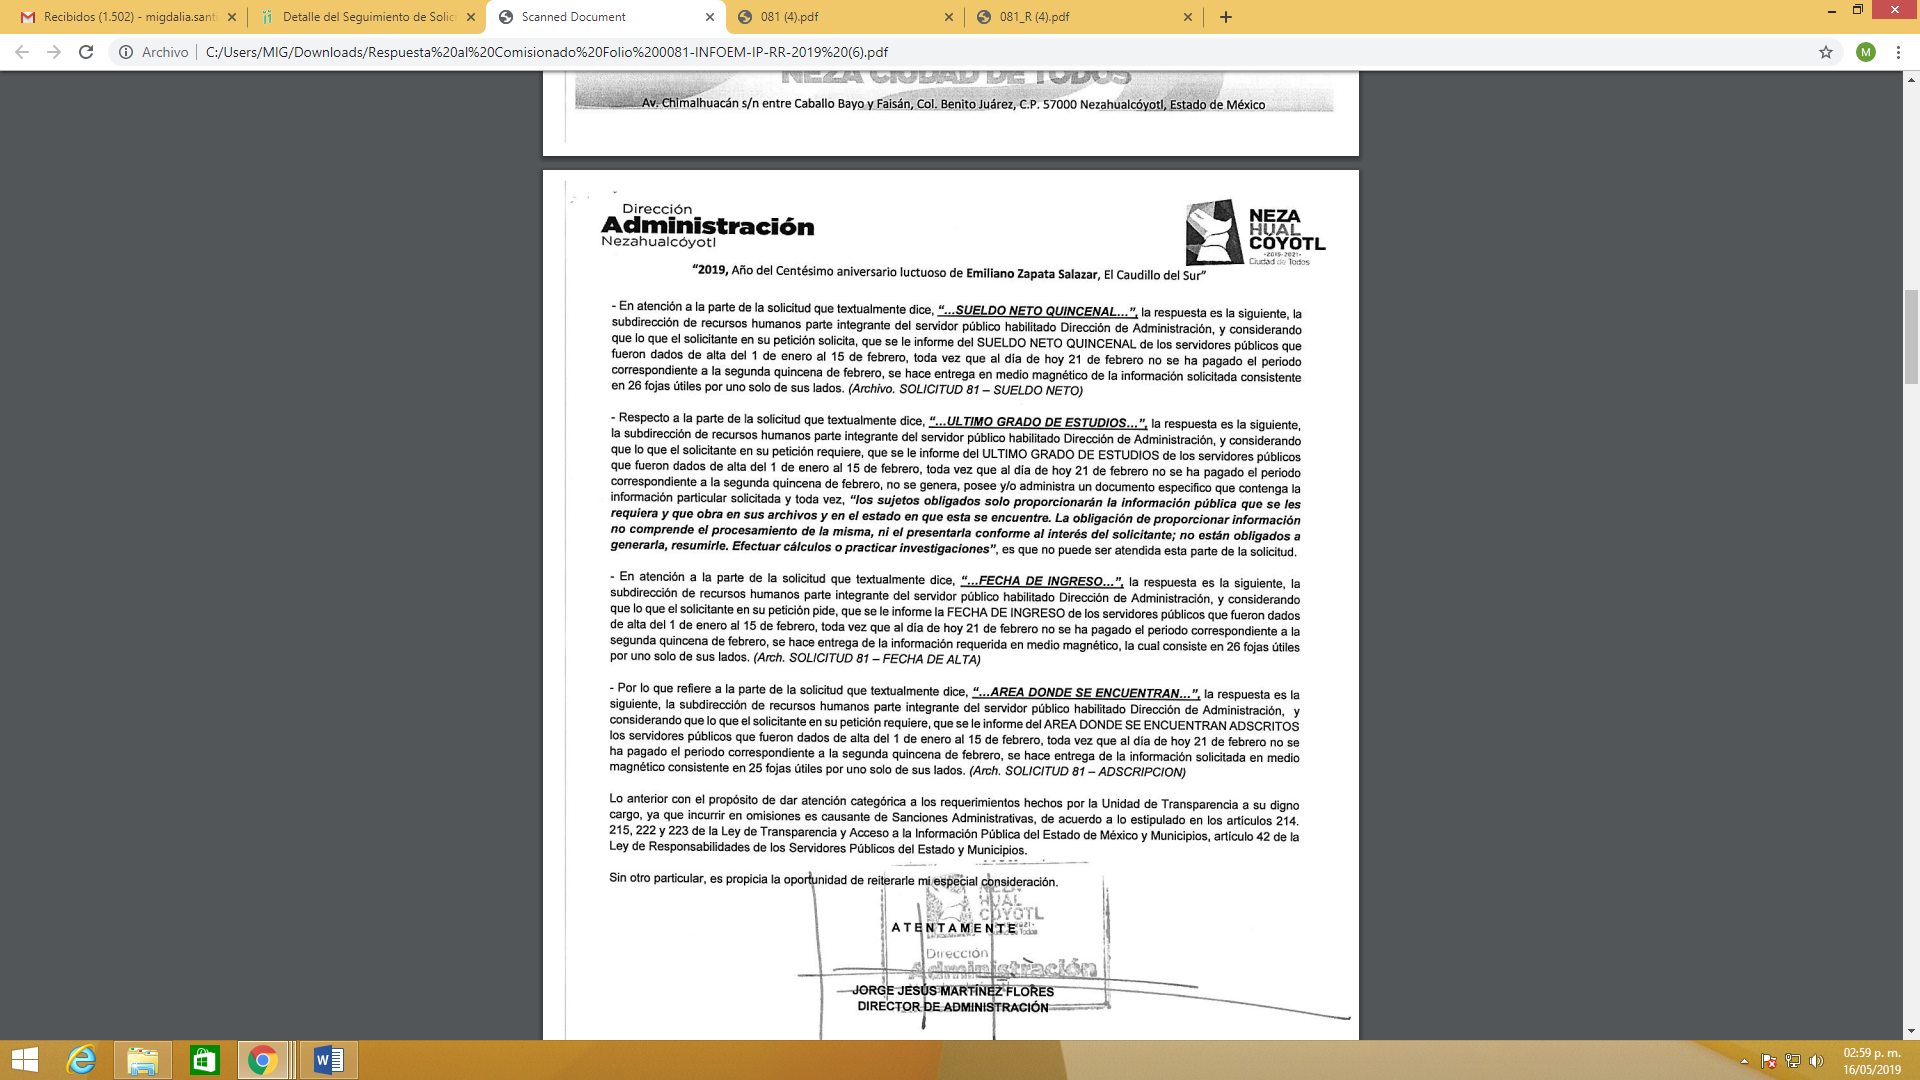 Recibidos (1.502) - migdalia.sant
Detalle del Seguimiento de Solici
Scanned Document
081 (4).pdf
081_R (4).pdf
Archivo
C:/Users/MIG/Downloads/Respuesta%20al%20Comisionado%20Folio%200081-INFOEM-IP-RR-2019%20(6).pdf
M
NEZA CIUDAD DE TODOS
Av. Chimalhuacán s/n entre Caballo Bayo y Faisán, Col. Benito Juárez, C.P. 57000 Nezahualcóyotl, Estado de México
Dirección
Administración
Nezahualcóyotl
NEZA
HUAL
CÓYOTL
·2019-2021·
Ciudad de Todos
“2019, Año del Centésimo aniversario luctuoso de Emiliano Zapata Salazar, El Caudillo del Sur”
- En atención a la parte de la solicitud que textualmente dice, “...SUELDO NETO QUINCENAL...”, la respuesta es la siguiente, la
subdirección de recursos humanos parte integrante del servidor público habilitado Dirección de Administración, y considerando
que lo que el solicitante en su petición solicita, que se le informe del SUELDO NETO QUINCENAL de los servidores públicos que
fueron dados de alta del 1 de enero al 15 de febrero, toda vez que al día de hoy 21 de febrero no se ha pagado el periodo
correspondiente a la segunda quincena de febrero, se hace entrega en medio magnético de la información solicitada consistente
en 26 fojas útiles por uno solo de sus lados. (Archivo. SOLICITUD 81 – SUELDO NETO)
- Respecto a la parte de la solicitud que textualmente dice, “...ULTIMO GRADO DE ESTUDIOS...”, la respuesta es la siguiente,
la subdirección de recursos humanos parte integrante del servidor público habilitado Dirección de Administración, y considerando
que lo que el solicitante en su petición requiere, que se le informe del ULTIMO GRADO DE ESTUDIOS de los servidores públicos
que fueron dados de alta del 1 de enero al 15 de febrero, toda vez que al día de hoy 21 de febrero no se ha pagado el periodo
correspondiente a la segunda quincena de febrero, no se genera, posee y/o administra un documento especifico que contenga la
información particular solicitada y toda vez, “los sujetos obligados solo proporcionarán la información pública que se les
requiera y que obra en sus archivos y en el estado en que esta se encuentre. La obligación de proporcionar información
no comprende el procesamiento de la misma, ni el presentarla conforme al interés del solicitante; no están obligados a
generarla, resumirle. Efectuar cálculos o practicar investigaciones”, es que no puede ser atendida esta parte de la solicitud.
- En atención a la parte de la solicitud que textualmente dice, “...FECHA DE INGRESO...”, la respuesta es la siguiente, la
subdirección de recursos humanos parte integrante del servidor público habilitado Dirección de Administración, y considerando
que lo que el solicitante en su petición pide, que se le informe la FECHA DE INGRESO de los servidores públicos que fueron dados
de alta del 1 de enero al 15 de febrero, toda vez que al día de hoy 21 de febrero no se ha pagado el periodo correspondiente a la
segunda quincena de febrero, se hace entrega de la información requerida en medio magnético, la cual consiste en 26 fojas útiles
por uno solo de sus lados. (Arch. SOLICITUD 81 – FECHA DE ALTA)
- Por lo que refiere a la parte de la solicitud que textualmente dice, “...AREA DONDE SE ENCUENTRAN...”, la respuesta es la
siguiente, la subdirección de recursos humanos parte integrante del servidor público habilitado Dirección de Administración, y
considerando que lo que el solicitante en su petición requiere, que se le informe del AREA DONDE SE ENCUENTRAN ADSCRITOS
los servidores públicos que fueron dados de alta del 1 de enero al 15 de febrero, toda vez que al día de hoy 21 de febrero no se
ha pagado el periodo correspondiente a la segunda quincena de febrero, se hace entrega de la información solicitada en medio
magnético consistente en 25 fojas útiles por uno solo de sus lados. (Arch. SOLICITUD 81 – ADSCRIPCION)
Lo anterior con el propósito de dar atención categórica a los requerimientos hechos por la Unidad de Transparencia a su digno
cargo, ya que incurrir en omisiones es causante de Sanciones Administrativas, de acuerdo a lo estipulado en los artículos 214.
215, 222 y 223 de la Ley de Transparencia y Acceso a la Información Pública del Estado de México y Municipios, artículo 42 de la
Ley de Responsabilidades de los Servidores Públicos del Estado y Municipios.
Sin otro particular, es propicia la oportunidad de reiterarle mi especial consideración.
NEZA
HUAL
CÓYOTL
A T E N T A M E N T E
Dirección
Administración
JORGE JESÚS MARTÍNEZ FLORES
DIRECTOR DE ADMINISTRACIÓN
02:59 p. m.
16/05/2019